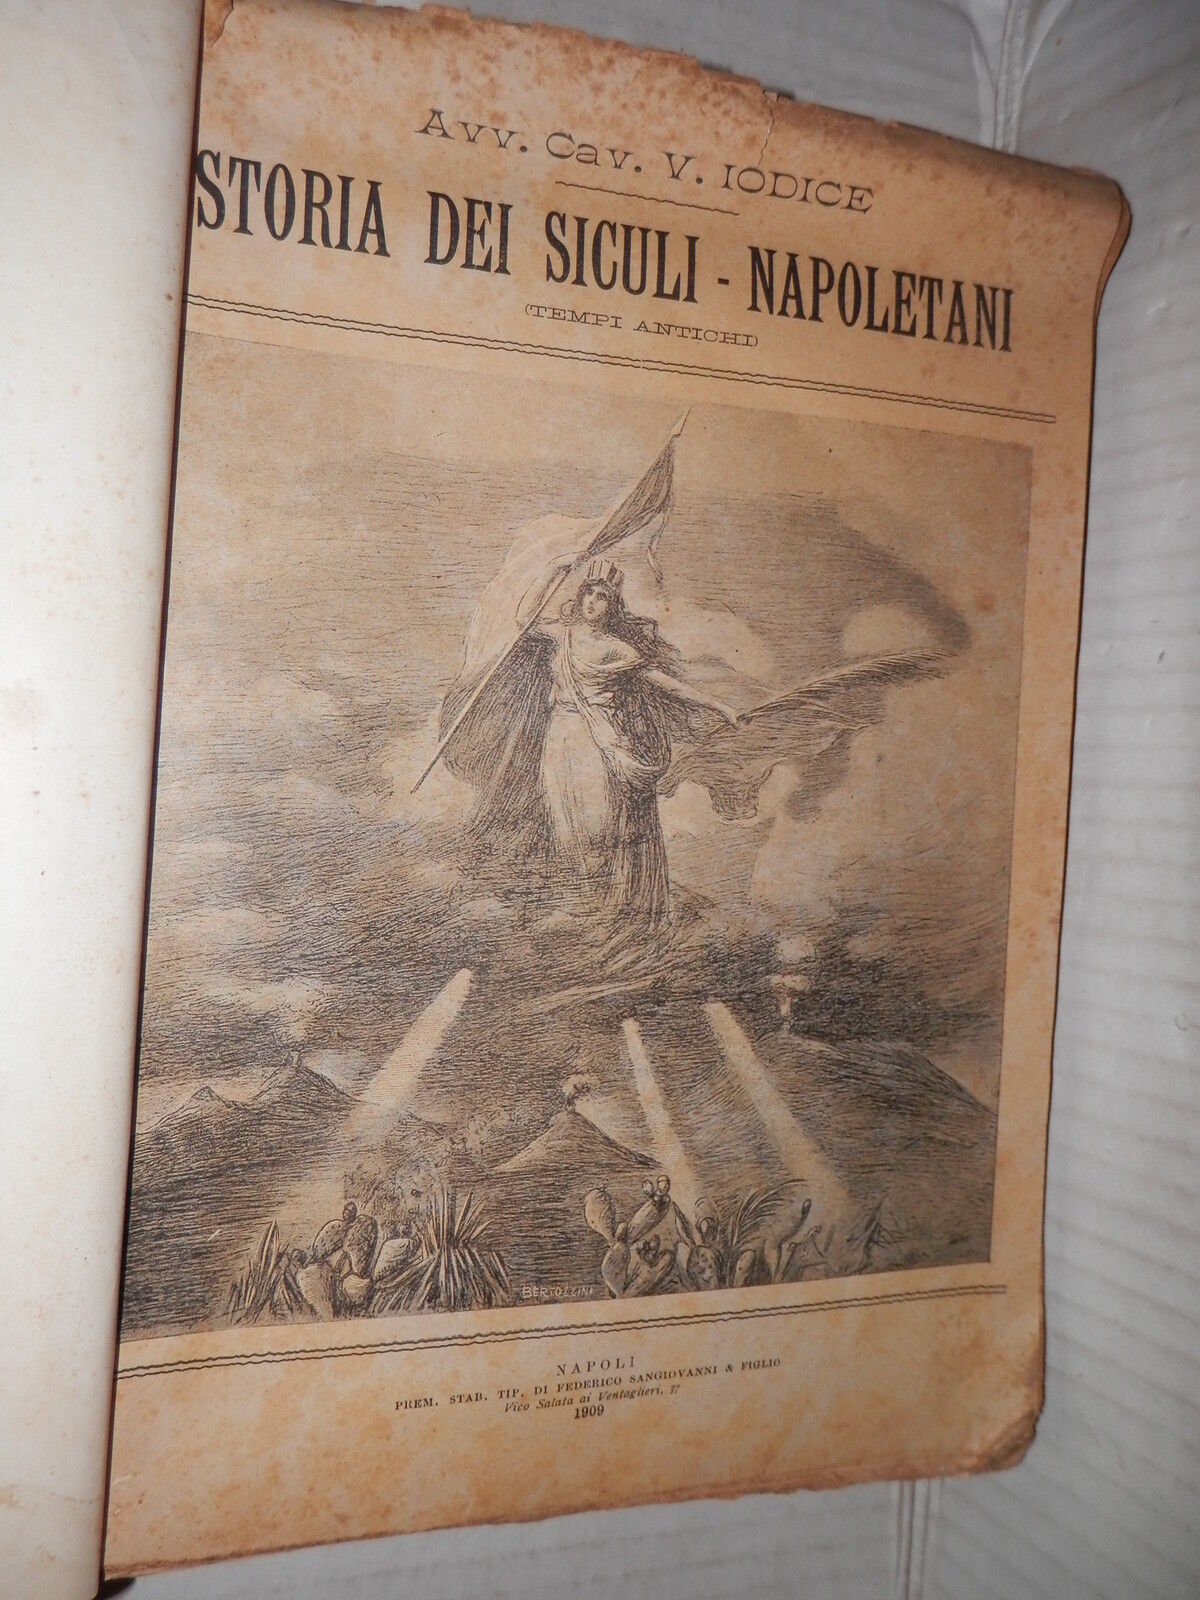 Avv. Cav. V. IODICE
STORIA DEI SICULI - NAPOLETANI
(TEMPI ANTICHI)
BERTOZZINI
NAPOLI
PREM. STAB. TIP. DI FEDERICO SANGIOVANNI & FIGLIO
Vico Salata ai Ventaglieri, 37
1909